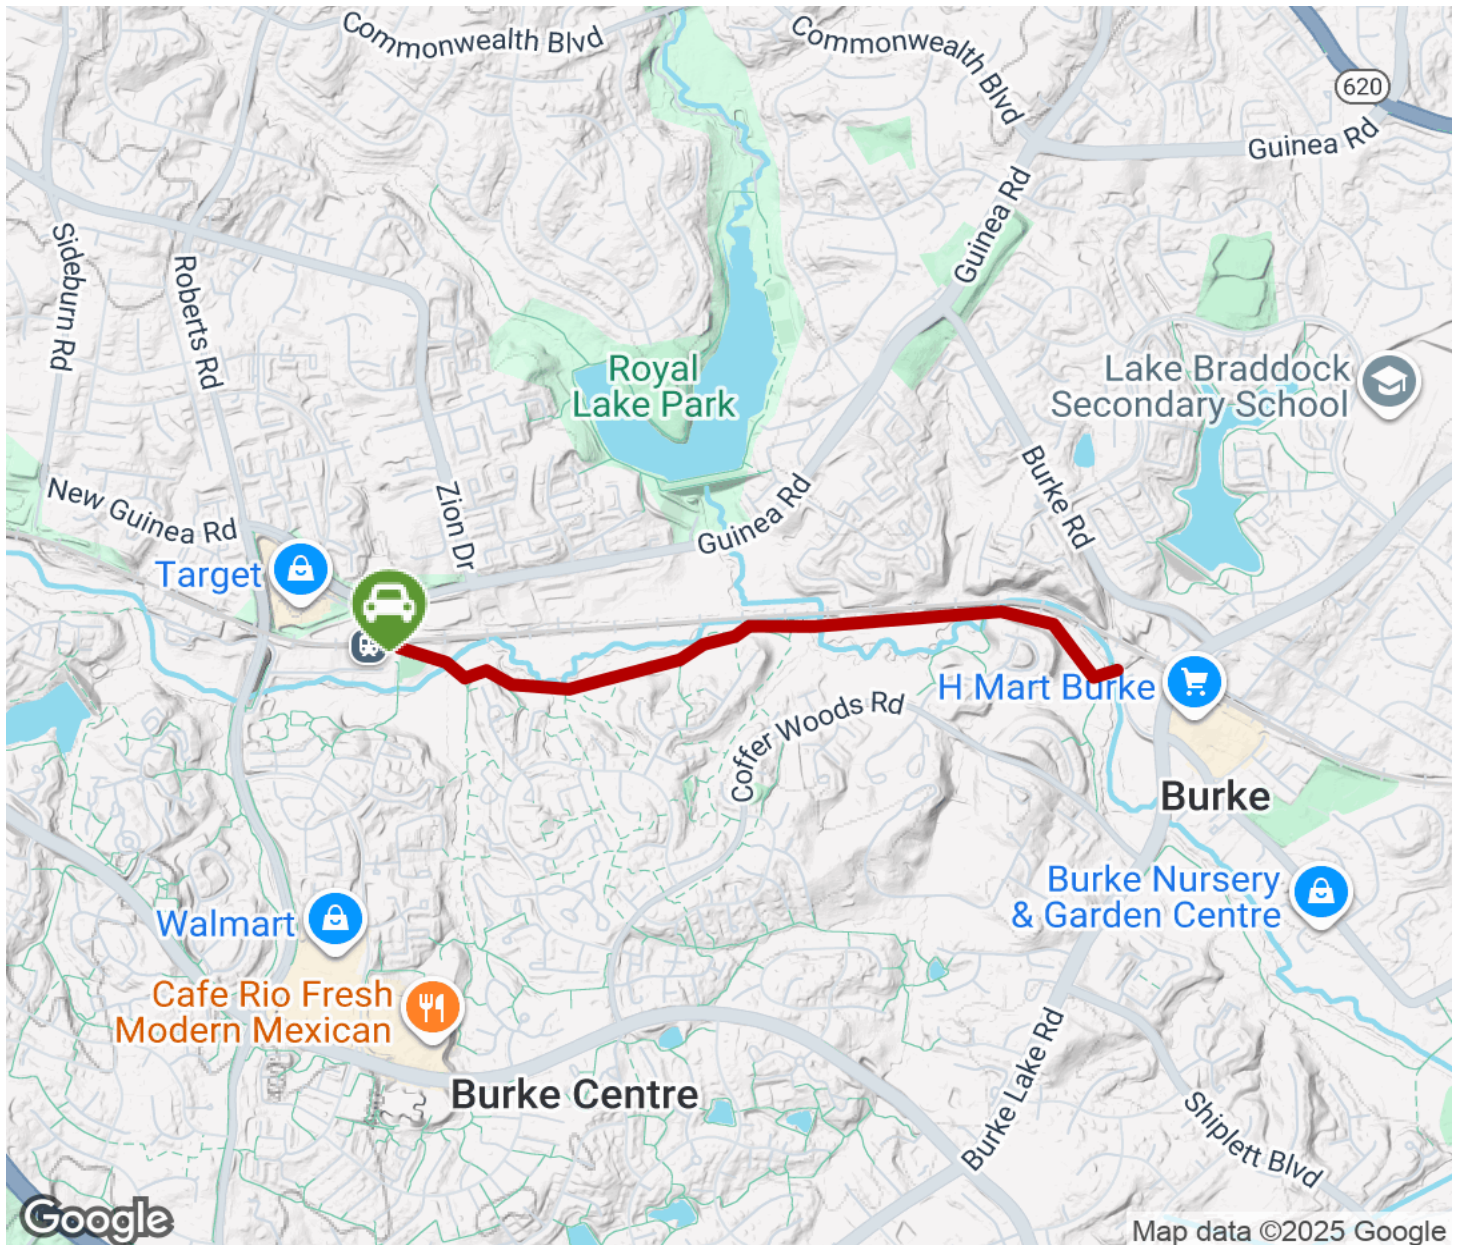 Commonwealth Blvd
Commonwealth Blvd
620
Guinea Rd
Guinea Rd
Sideburn Rd
Roberts Rd
Royal
Lake Park
Lake Braddock
Secondary School
Burke Rd
New Guinea Rd
Zion Dr
Guinea Rd
Target
H Mart Burke
Coffer Woods Rd
Burke
Burke Nursery
& Garden Centre
Walmart
Cafe Rio Fresh
Modern Mexican
Burke Centre
Burke Lake Rd
Shiplett Blvd
Google
Map data ©2025 Google